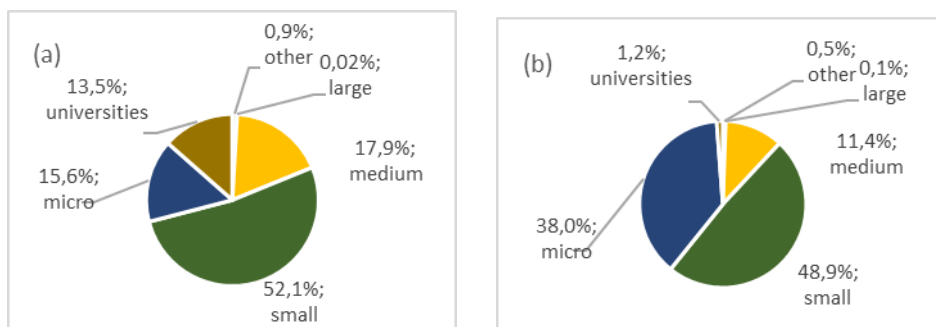 (a)
0,9%;
other
0,02%;
large
13,5%;
universities
17,9%;
medium
15,6%;
micro
52,1%;
small
(b)
1,2%;
universities
0,5%;
other
0,1%;
large
11,4%;
medium
38,0%;
micro
48,9%;
small